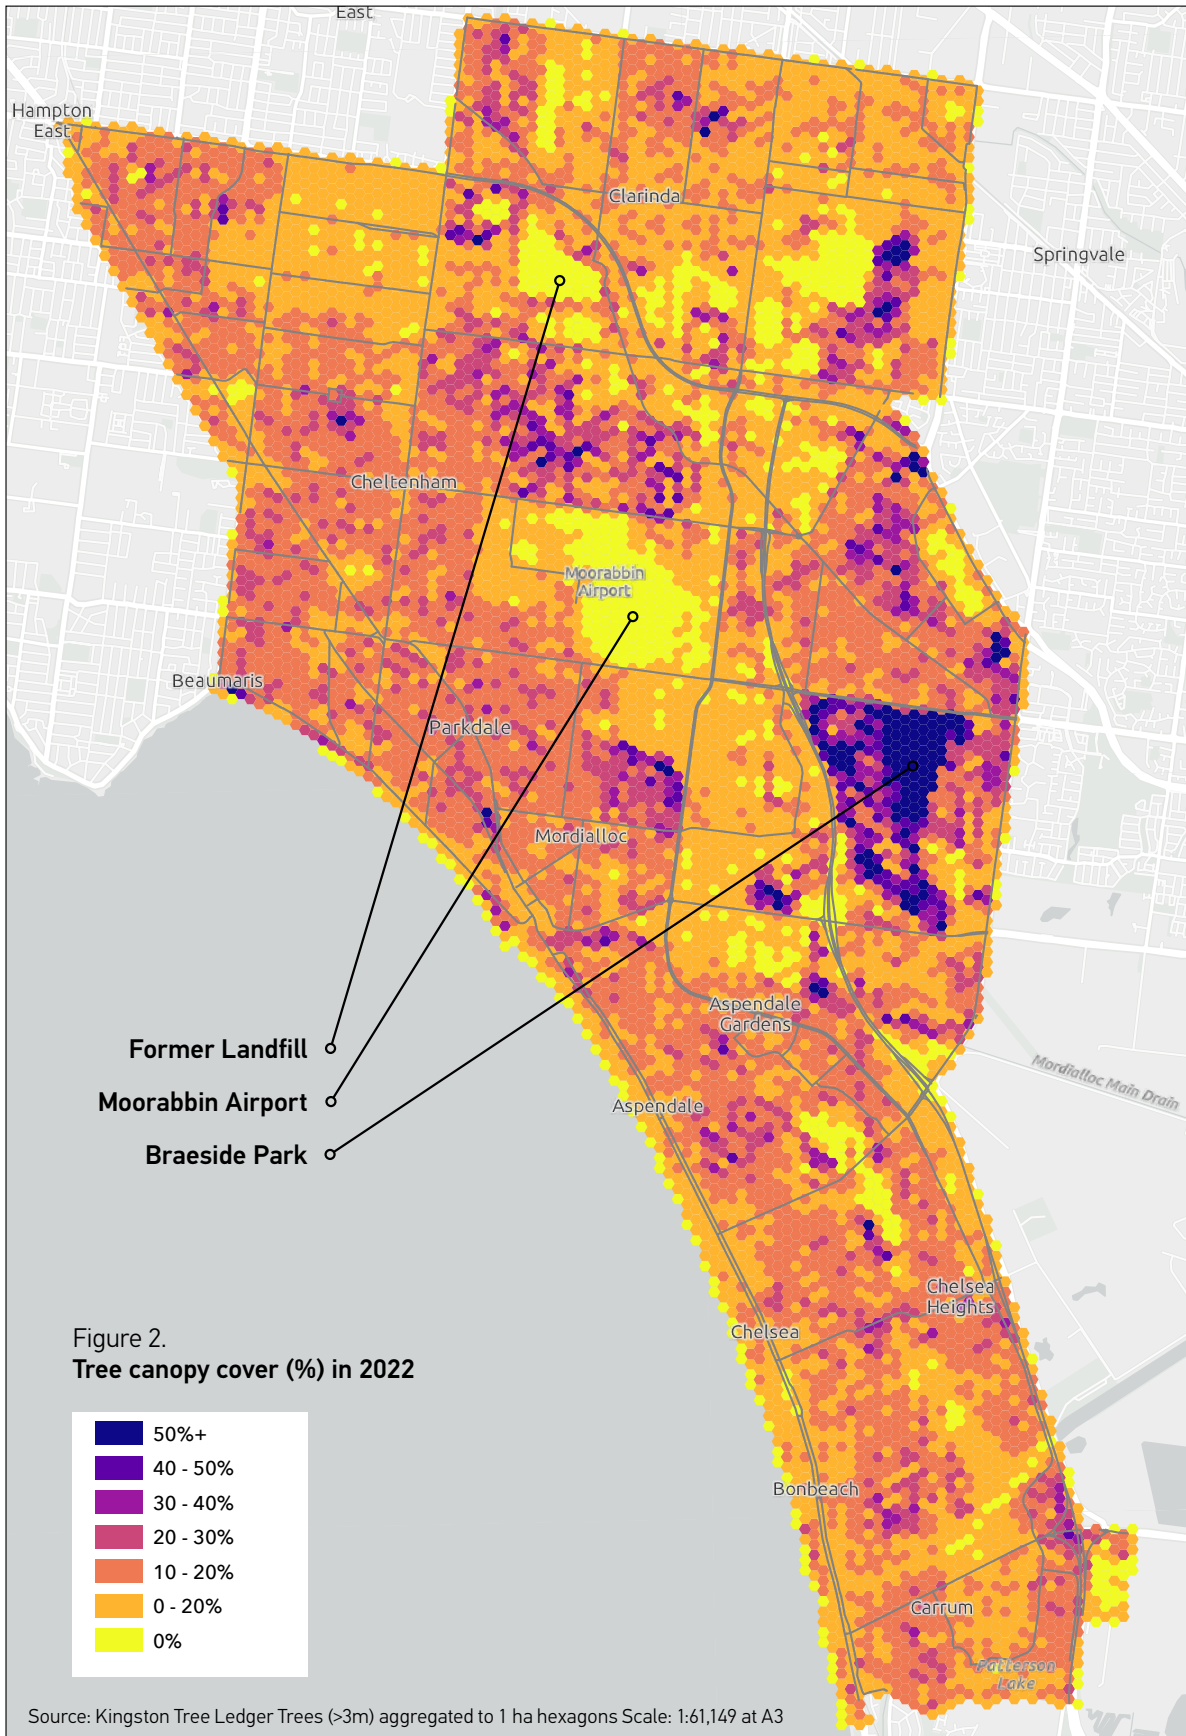 East
Hampton
East
Clarinda
Springvale
Cheltenham
Moorabbin
Airport
Beaumaris
Parkdale
Mordialloc
Aspendale
Gardens
Former Landfill
Moorabbin Airport
Braeside Park
Mordialloc Main Drain
Aspendale
Chelsea
Heights
Chelsea
Bonbeach
Carrum
Patterson
Lake
Figure 2.
Tree canopy cover (%) in 2022
50%+
40 - 50%
30 - 40%
20 - 30%
10 - 20%
0 - 20%
0%
Source: Kingston Tree Ledger Trees (>3m) aggregated to 1 ha hexagons Scale: 1:61,149 at A3